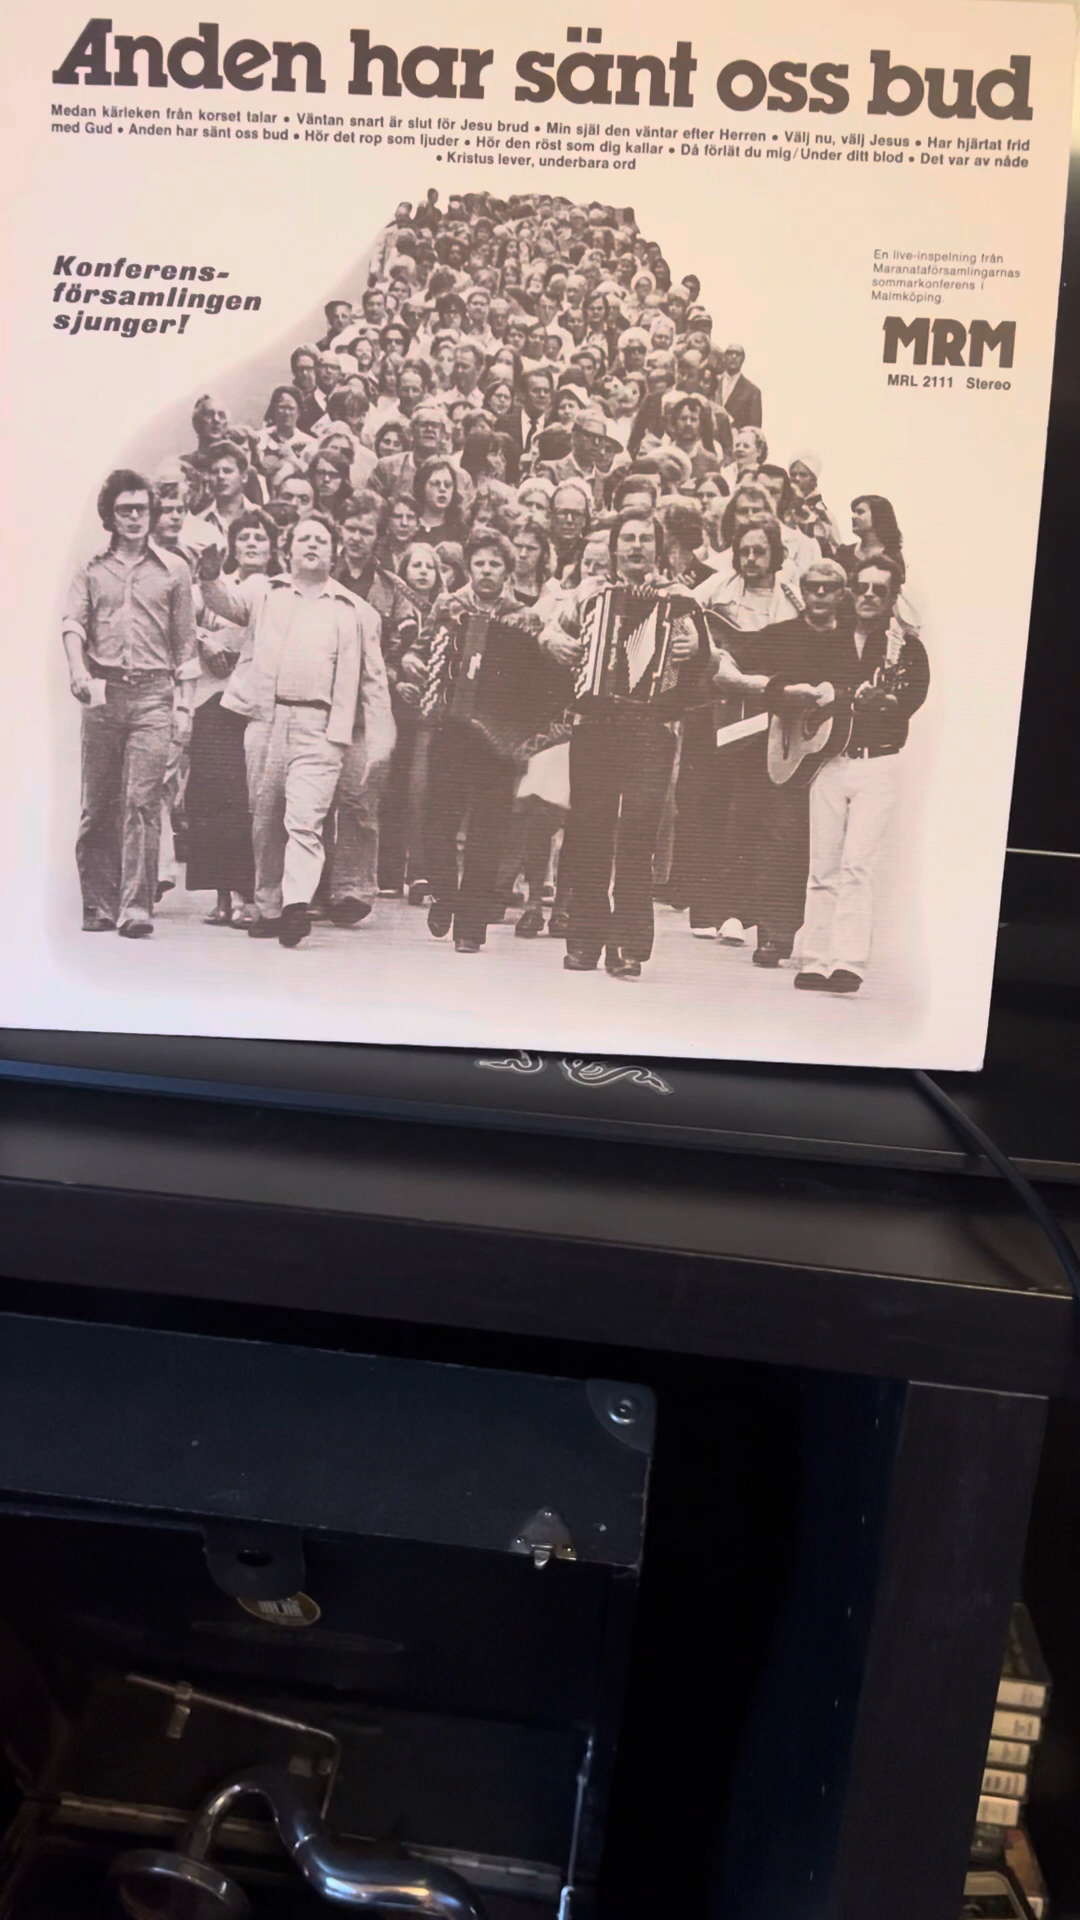 Anden har sänt oss bud
Medan kärleken från korset talar • Väntan snart är slut för Jesu brud • Min själ den väntar efter Herren • Välj nu, välj Jesus • Har hjärtat frid
med Gud • Anden har sänt oss bud • Hör det rop som ljuder • Hör den röst som dig kallar • Då förlät du mig/Under ditt blod • Det var av nåde
• Kristus lever, underbara ord
Konferens-
församlingen
sjunger!
En live-inspelning från
Maranataförsamlingarnas
sommarkonferens i
Malmköping.
MRM
MRL 2111 Stereo